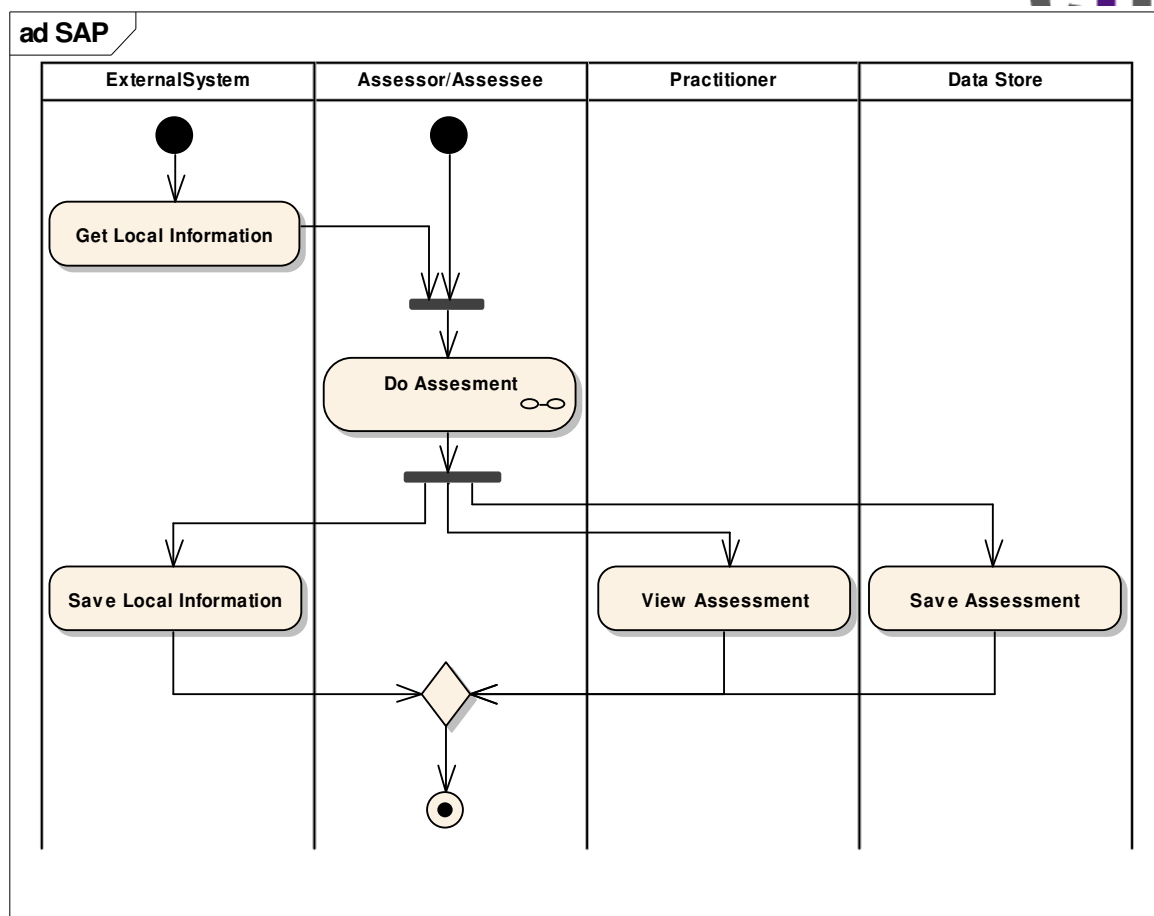 ad SAP
ExternalSystem
Assessor/Assessee
Practitioner
Data Store
Get Local Information
Do Assesment
Save Local Information
View Assessment
Save Assessment